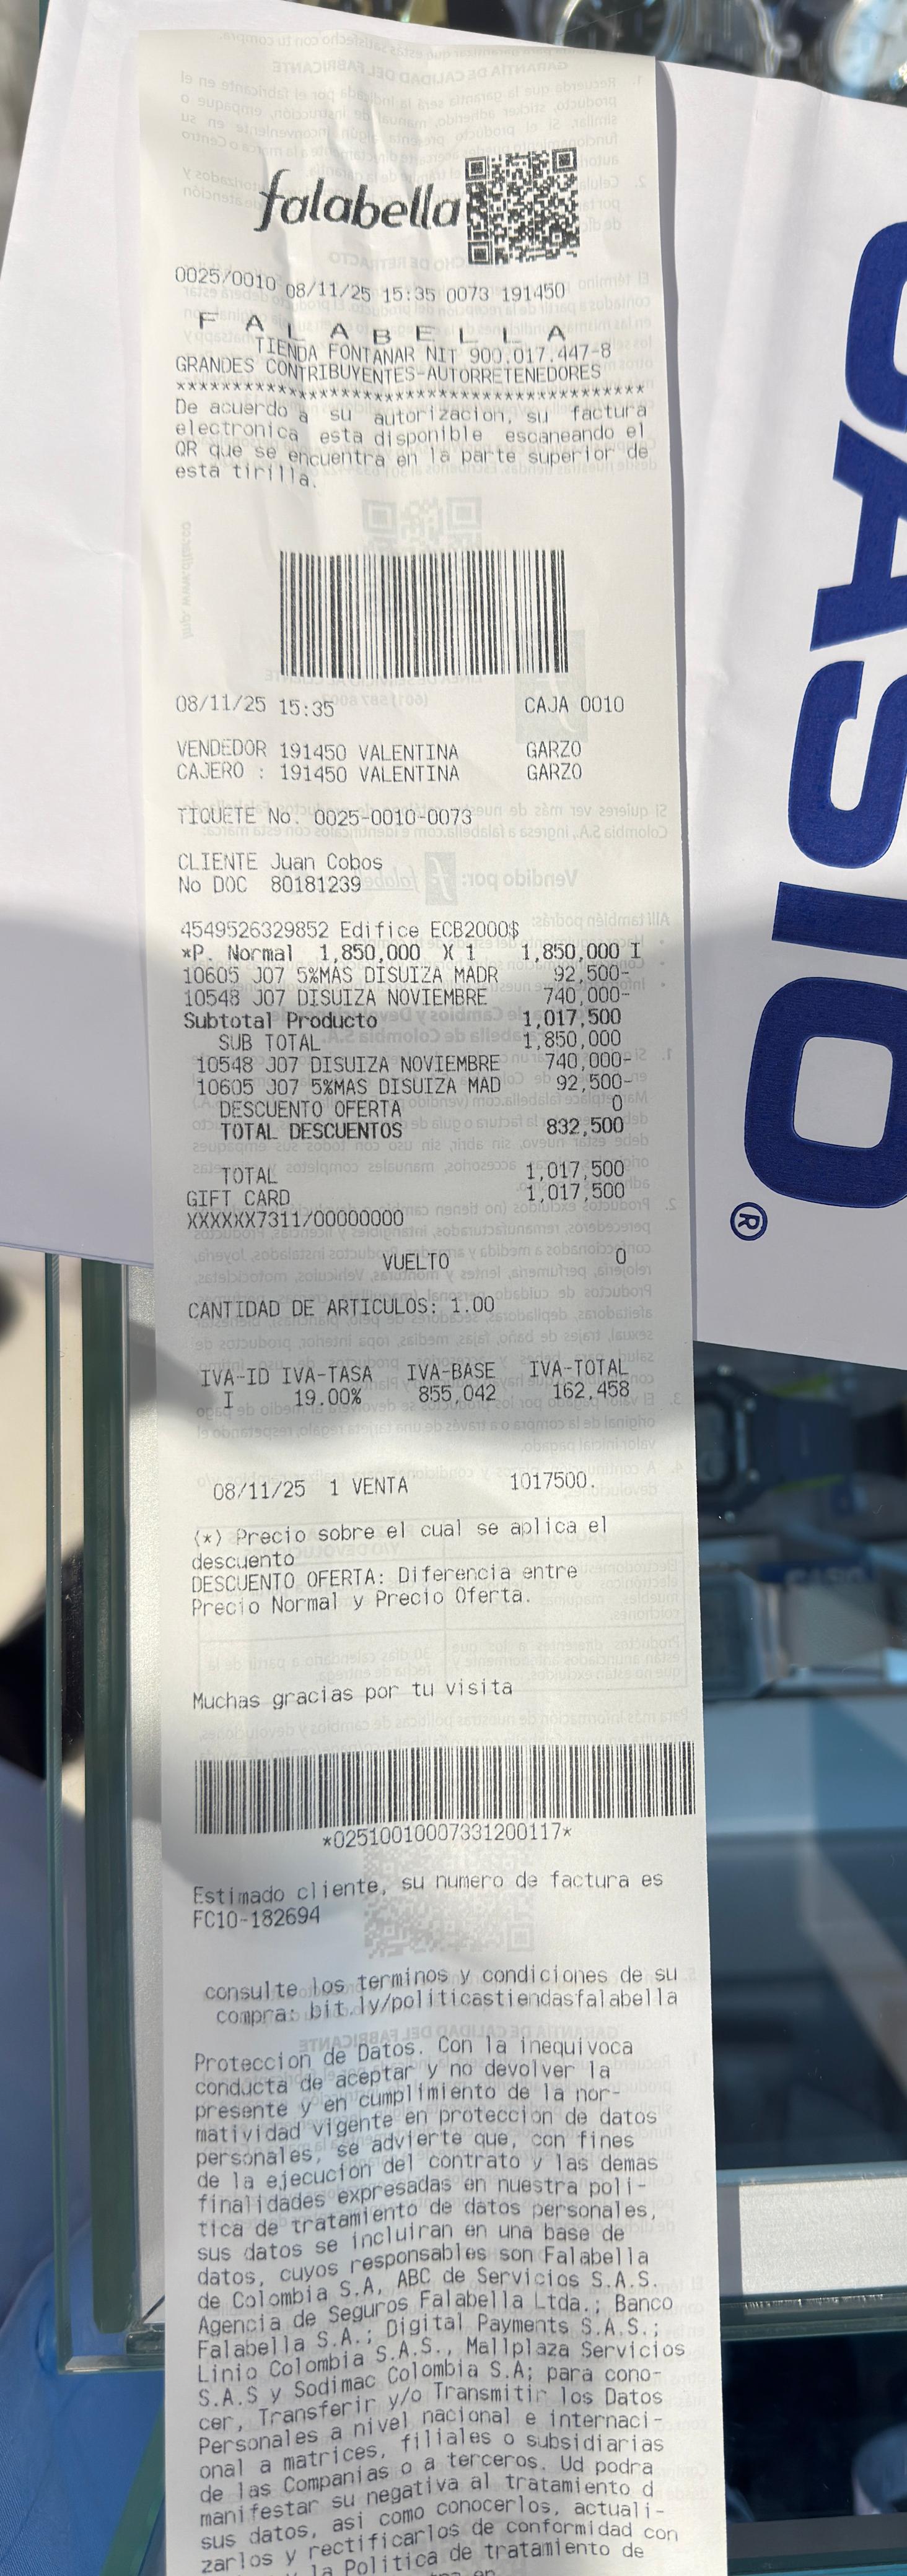 falabella
0025/0010 08/11/25 15:35 0073 191450
F A L A B E L L A
TIENDA FONTANAR NIT 900.017.447-8
GRANDES CONTRIBUYENTES-AUTORRETENEDORES
******************************************
De acuerdo a su autorizacion, su factura
electronica esta disponible escaneando el
QR que se encuentra en la parte superior de
esta tirilla.
08/11/25 15:35 CAJA 0010
VENDEDOR 191450 VALENTINA GARZO
CAJERO : 191450 VALENTINA GARZO
TIQUETE No. 0025-0010-0073
CLIENTE Juan Cobos
No DOC 80181239
4549526329852 Edifice ECB2000$
*P. Normal 1,850,000 X 1 1,850,000 I
10605 J07 5%MAS DISUIZA MADR 92,500-
10548 J07 DISUIZA NOVIEMBRE 740,000-
Subtotal Producto 1,017,500
SUB TOTAL 1,850,000
10548 J07 DISUIZA NOVIEMBRE 740,000-
10605 J07 5%MAS DISUIZA MAD 92,500-
DESCUENTO OFERTA 0
TOTAL DESCUENTOS 832,500
TOTAL 1,017,500
GIFT CARD 1,017,500
XXXXXX7311/00000000
VUELTO 0
CANTIDAD DE ARTICULOS: 1.00
IVA-ID IVA-TASA IVA-BASE IVA-TOTAL
I 19.00% 855,042 162,458
08/11/25 1 VENTA 1017500.
(*) Precio sobre el cual se aplica el
descuento
DESCUENTO OFERTA: Diferencia entre
Precio Normal y Precio Oferta.
Muchas gracias por tu visita
*02510010007331200117*
Estimado cliente, su numero de factura es
FC10-182694
consulte los terminos y condiciones de su
compra: bit.ly/politicastiendasfalabella
Proteccion de Datos. Con la inequivoca
conducta de aceptar y no devolver la
presente y en cumplimiento de la nor-
matividad vigente en proteccion de datos
personales, se advierte que, con fines
de la ejecucion del contrato y las demas
finalidades expresadas en nuestra poli-
tica de tratamiento de datos personales,
sus datos se incluiran en una base de
datos, cuyos responsables son Falabella
de Colombia S.A, ABC de Servicios S.A.S.
Agencia de Seguros Falabella Ltda.; Banco
Falabella S.A.; Digital Payments S.A.S.;
Linio Colombia S.A.S., Mallplaza Servicios
S.A.S y Sodimac Colombia S.A; para cono-
cer, Transferir y/o Transmitir los Datos
Personales a nivel nacional e internaci-
onal a matrices, filiales o subsidiarias
de las Companias o a terceros. Ud podra
manifestar su negativa al tratamiento d
sus datos, asi como conocerlos, actuali-
zarlos y rectificarlos de conformidad con
la Politica de tratamiento de
CASIO®